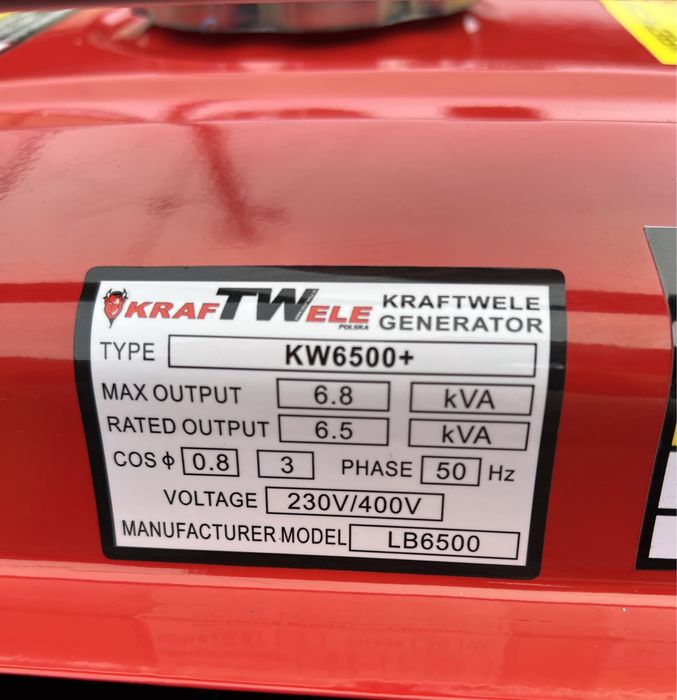 KRAFTWELE
POLSKA
KRAFTWELE
GENERATOR
TYPE KW6500+
MAX OUTPUT 6.8 kVA
RATED OUTPUT 6.5 kVA
COS ϕ 0.8 3 PHASE 50 Hz
VOLTAGE 230V/400V
MANUFACTURER MODEL LB6500